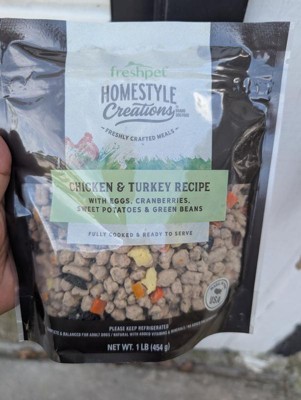 freshpet
HOMESTYLE
Creations
FRESHLY CRAFTED MEALS
CHICKEN & TURKEY RECIPE
WITH EGGS, CRANBERRIES,
SWEET POTATOES & GREEN BEANS
FULLY COOKED & READY TO SERVE
USA
PLEASE KEEP REFRIGERATED
NET WT. 1 LB (454 g)